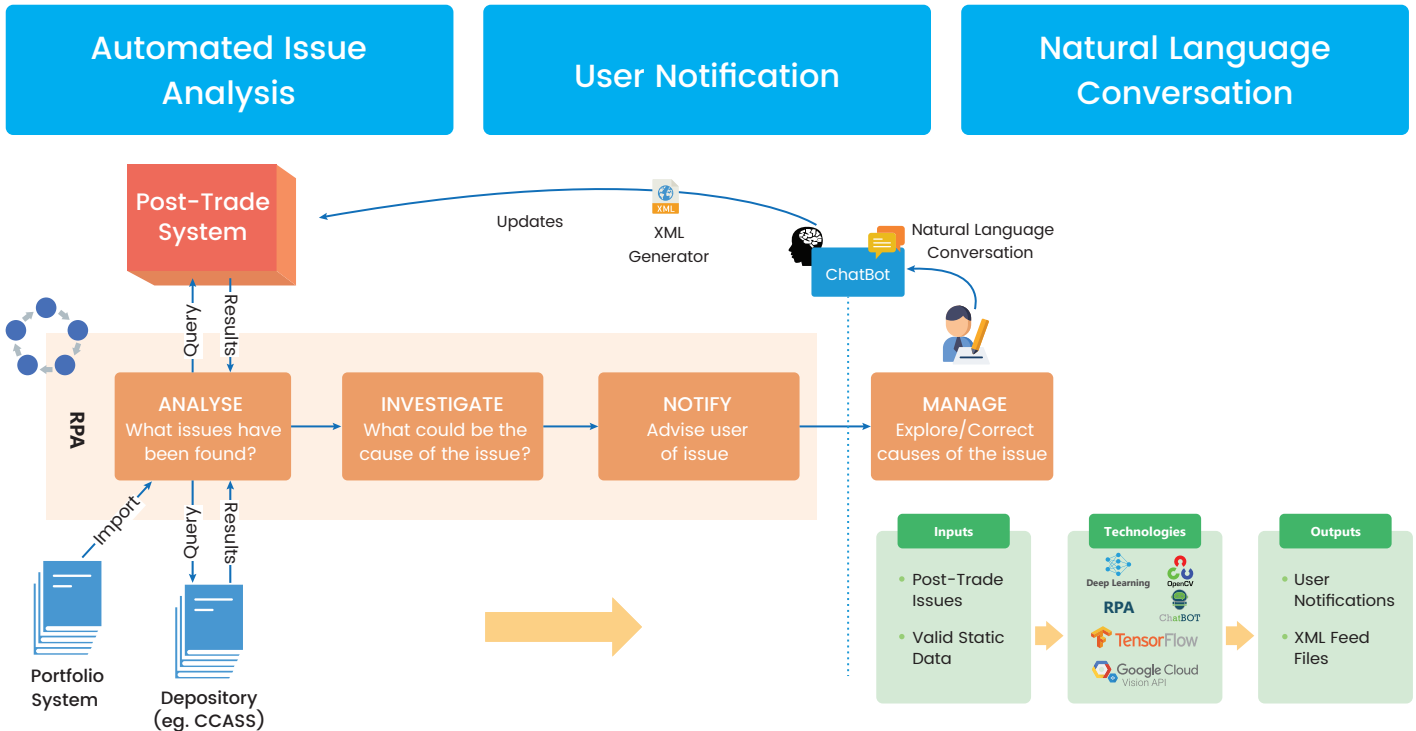 Automated Issue
Analysis
User Notification
Natural Language
Conversation
Post-Trade
System
Updates
XML
XML
Generator
Natural Language
Conversation
ChatBot
Query
Results
RPA
ANALYSE
What issues have
been found?
INVESTIGATE
What could be the
cause of the issue?
NOTIFY
Advise user
of issue
MANAGE
Explore/Correct
causes of the issue
Import
Query
Results
Portfolio
System
Depository
(eg. CCASS)
Inputs
• Post-Trade
Issues
• Valid Static
Data
Technologies
Deep Learning
OpenCV
RPA
ChatBOT
TensorFlow
Google Cloud
Vision API
Outputs
• User
Notifications
• XML Feed
Files